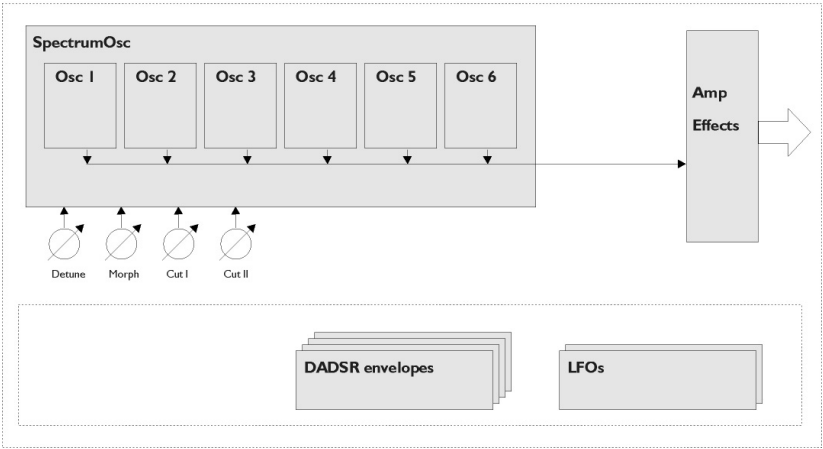 SpectrumOsc
Osc 1 Osc 2 Osc 3 Osc 4 Osc 5 Osc 6
Amp
Effects
Detune Morph Cut I Cut II
DADSR envelopes LFOs